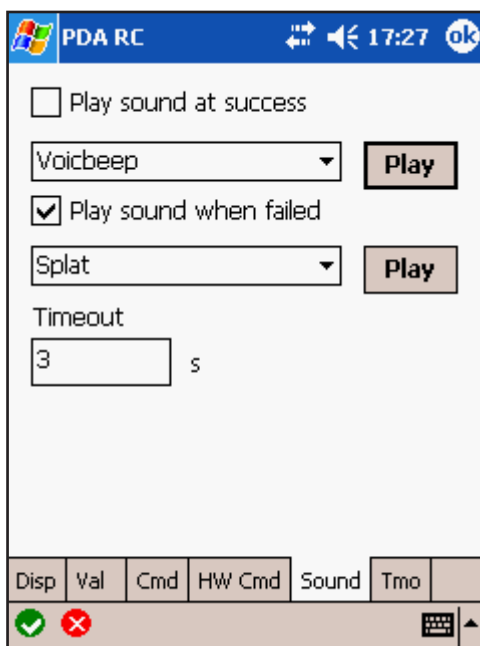 PDA RC 17:27 ok
Play sound at success
Voicbeep Play
Play sound when failed
Splat Play
Timeout
3 s
Disp Val Cmd HW Cmd Sound Tmo